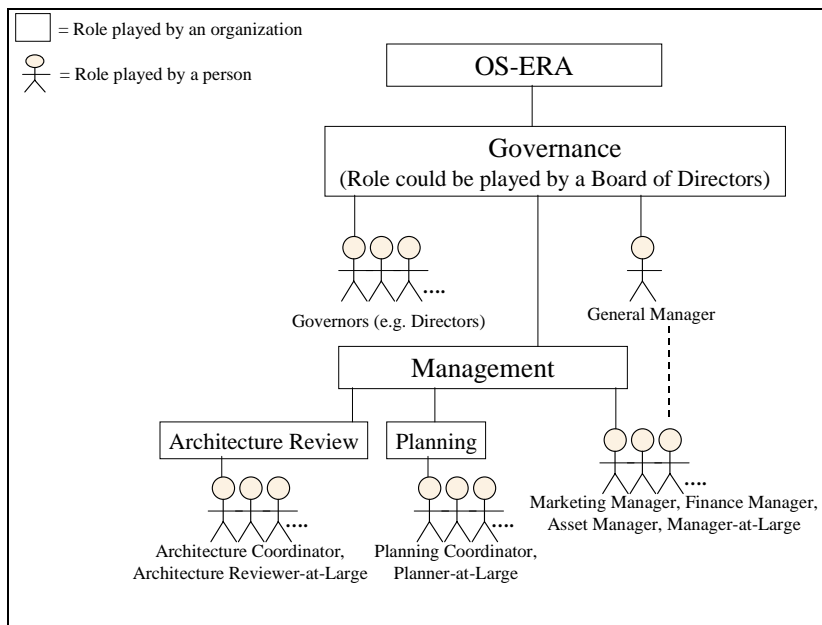 = Role played by an organization
= Role played by a person
OS-ERA
Governance
(Role could be played by a Board of Directors)
....
Governors (e.g. Directors)
General Manager
Management
Architecture Review
Planning
....
Architecture Coordinator,
Architecture Reviewer-at-Large
....
Planning Coordinator,
Planner-at-Large
....
Marketing Manager, Finance Manager,
Asset Manager, Manager-at-Large